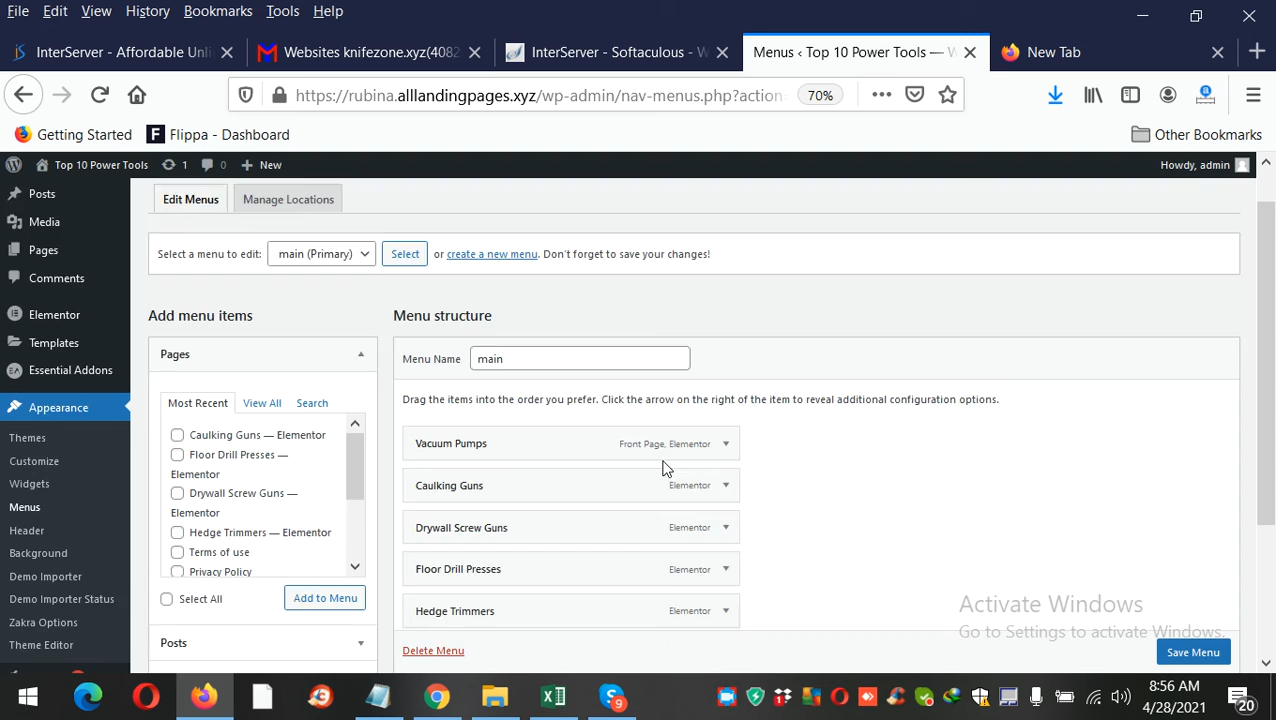 File Edit View History Bookmarks Tools Help
InterServer - Affordable Unli
Websites knifezone.xyz(4082
InterServer - Softaculous - W
Menus ‹ Top 10 Power Tools — W
New Tab
https://rubina.alllandingpages.xyz/wp-admin/nav-menus.php?action= 70%
Getting Started Flippa - Dashboard Other Bookmarks
Top 10 Power Tools 1 0 New Howdy, admin
Posts
Media
Pages
Comments
Elementor
Templates
Essential Addons
Appearance
Themes
Customize
Widgets
Menus
Header
Background
Demo Importer
Demo Importer Status
Zakra Options
Theme Editor
Edit Menus Manage Locations
Select a menu to edit: main (Primary) Select or create a new menu. Don't forget to save your changes!
Add menu items
Pages
Most Recent View All Search
Caulking Guns — Elementor
Floor Drill Presses —
Elementor
Drywall Screw Guns —
Elementor
Hedge Trimmers — Elementor
Terms of use
Privacy Policy
Select All Add to Menu
Posts
Menu structure
Menu Name main
Drag the items into the order you prefer. Click the arrow on the right of the item to reveal additional configuration options.
Vacuum Pumps Front Page, Elementor
Caulking Guns Elementor
Drywall Screw Guns Elementor
Floor Drill Presses Elementor
Hedge Trimmers Elementor
Delete Menu Save Menu
Activate Windows
Go to Settings to activate Windows.
8:56 AM
4/28/2021
9
20